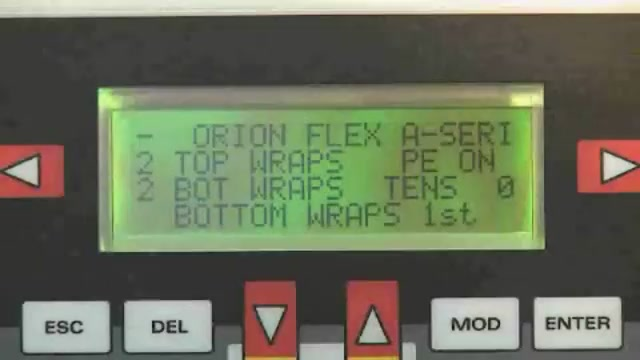 - ORION FLEX A-SERI
2 TOP WRAPS PE ON
2 BOT WRAPS TENS 0
BOTTOM WRAPS 1st
ESC DEL MOD ENTER